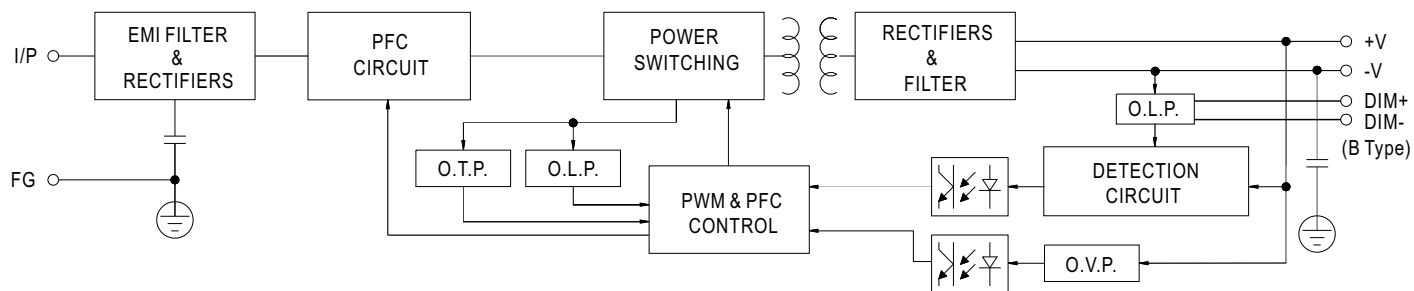 I/P
EMI FILTER
&
RECTIFIERS
PFC
CIRCUIT
POWER
SWITCHING
RECTIFIERS
&
FILTER
+V
-V
DIM+
DIM-
(B Type)
O.L.P.
FG
O.T.P.
O.L.P.
PWM & PFC
CONTROL
DETECTION
CIRCUIT
O.V.P.